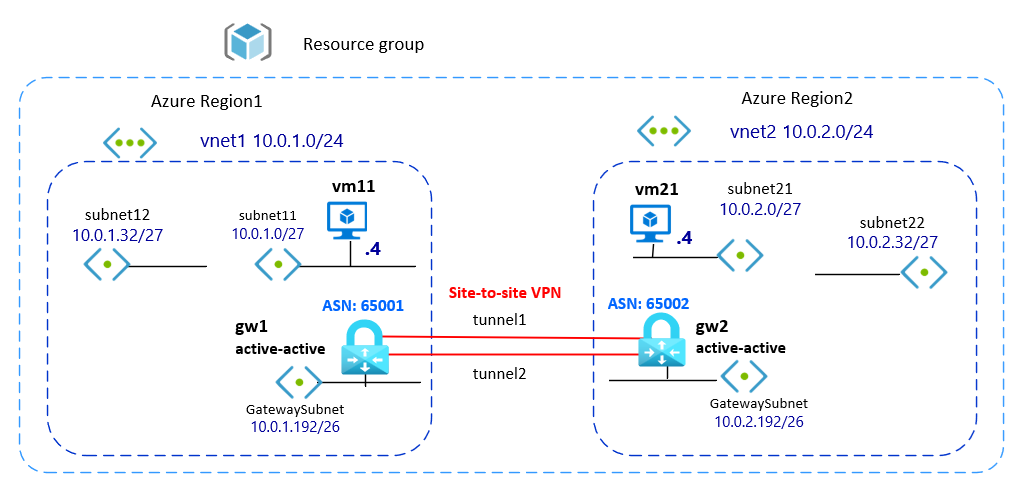 Resource group
Azure Region1
vnet1 10.0.1.0/24
Azure Region2
vnet2 10.0.2.0/24
subnet12
10.0.1.32/27
subnet11
10.0.1.0/27
vm11
.4
vm21
.4
subnet21
10.0.2.0/27
subnet22
10.0.2.32/27
ASN: 65001
gw1
active-active
GatewaySubnet
10.0.1.192/26
Site-to-site VPN
tunnel1
tunnel2
ASN: 65002
gw2
active-active
GatewaySubnet
10.0.2.192/26